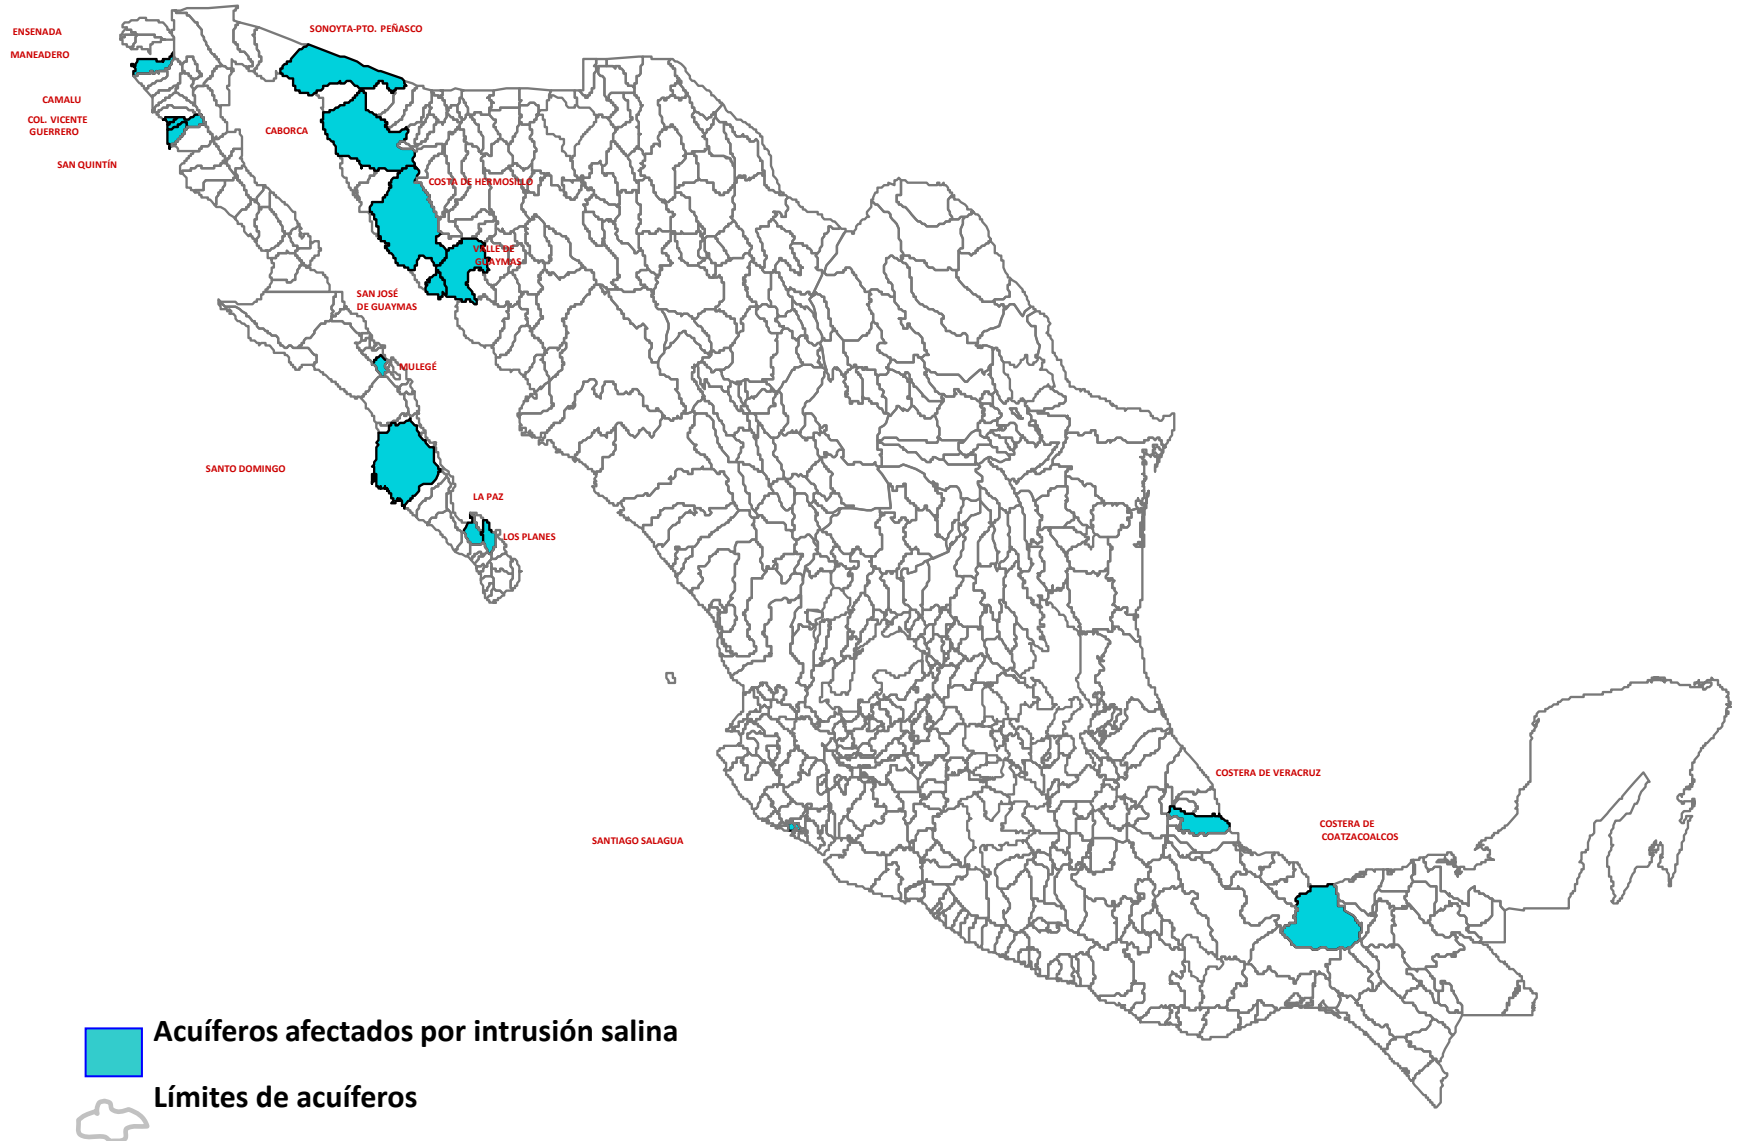 ENSENADA
SONOYTA-PTO. PEÑASCO
MANEADERO
CAMALU
COL. VICENTE
GUERRERO
CABORCA
SAN QUINTÍN
COSTA DE HERMOSILLO
VALLE DE
GUAYMAS
SAN JOSÉ
DE GUAYMAS
MULEGÉ
SANTO DOMINGO
LA PAZ
LOS PLANES
COSTERA DE VERACRUZ
COSTERA DE
COATZACOALCOS
SANTIAGO SALAGUA
Acuíferos afectados por intrusión salina
Límites de acuíferos